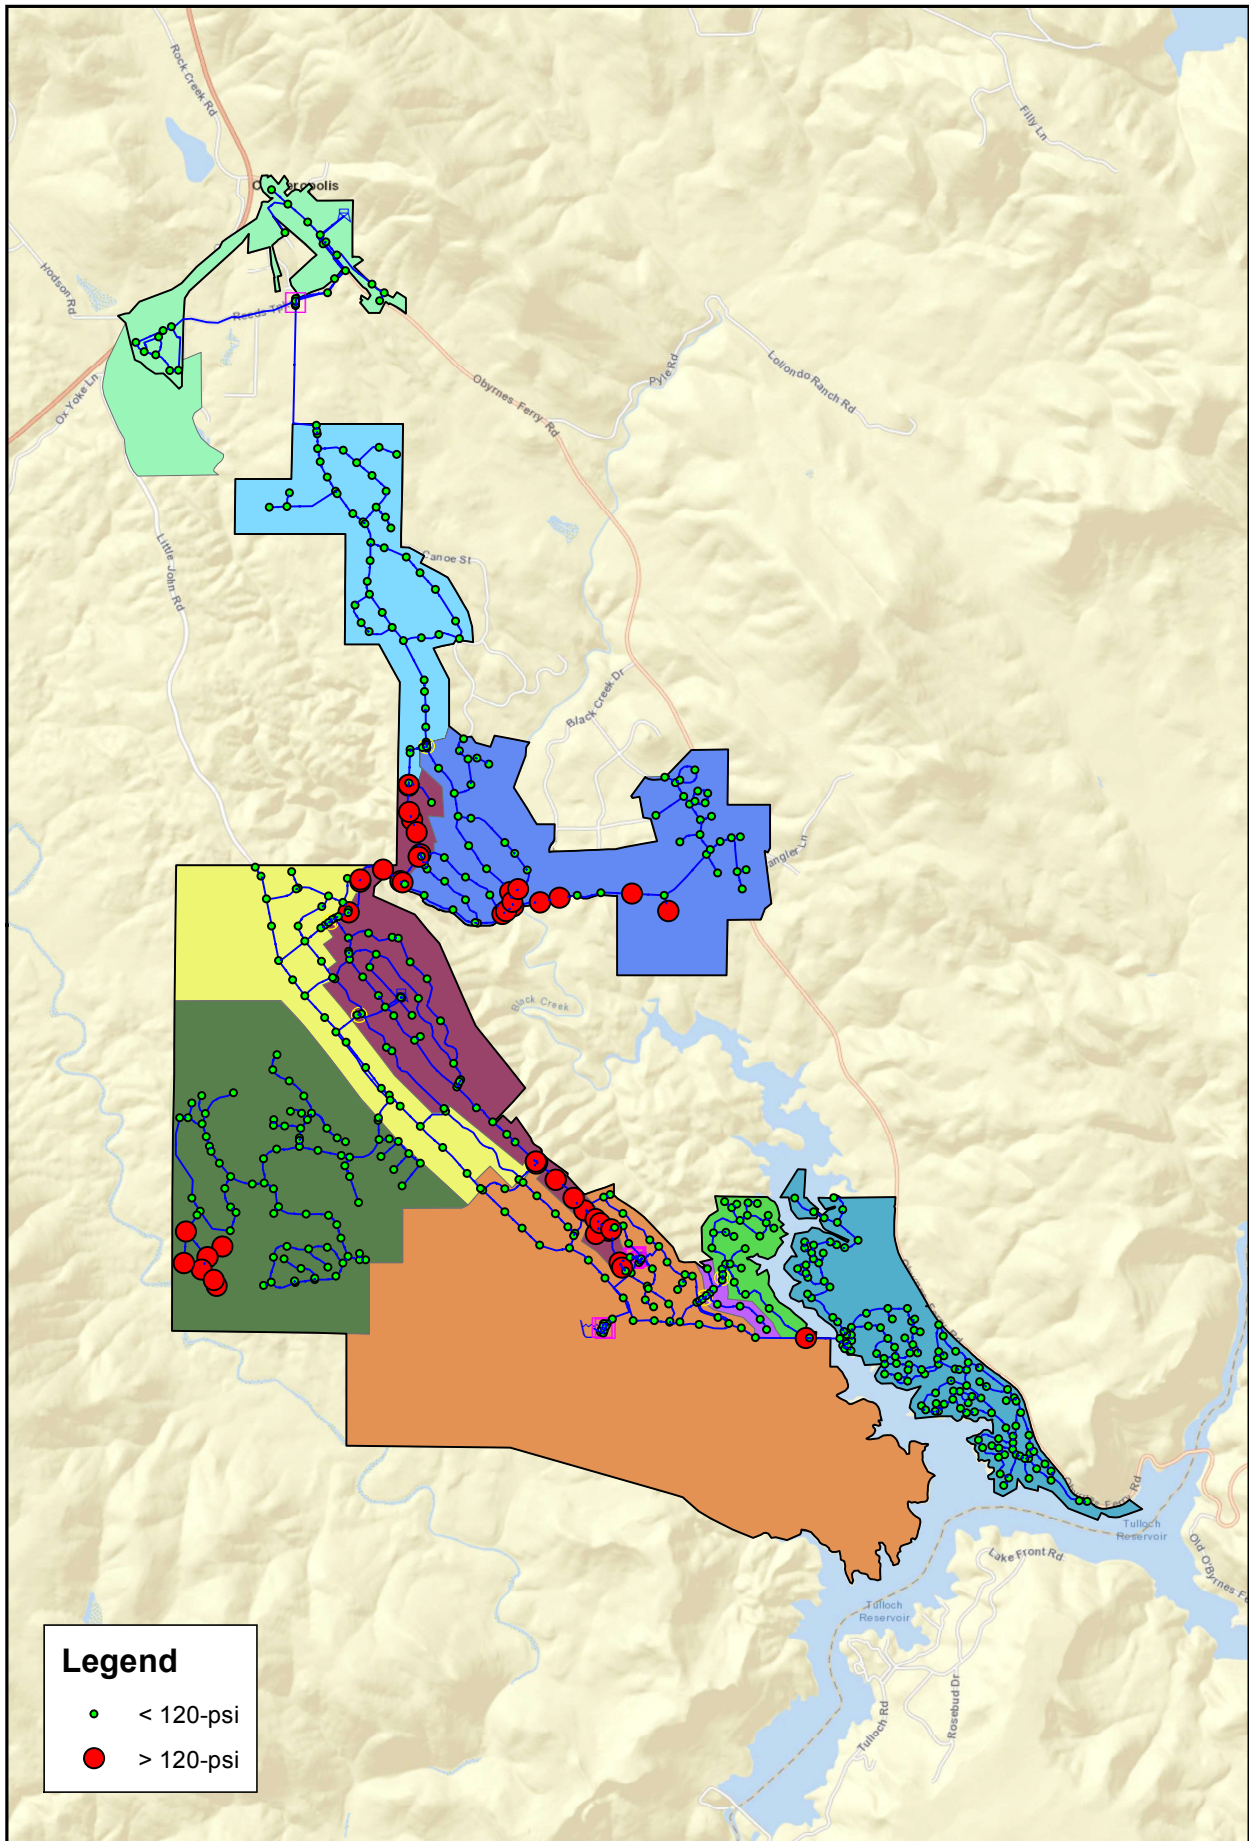 Rock Creek Rd
Filly Ln
Hodson Rd
Pyle Rd
Lolondo Ranch Rd
Ox Yoke Ln
Obyrnes Ferry Rd
Little John Rd
Canoe St
Black Creek Dr
Black Creek
Tulloch
Reservoir
Old O'Byrnes
Lake Front Rd
Tulloch
Reservoir
Tulloch Rd
Rosebud Dr
Legend
< 120-psi
> 120-psi